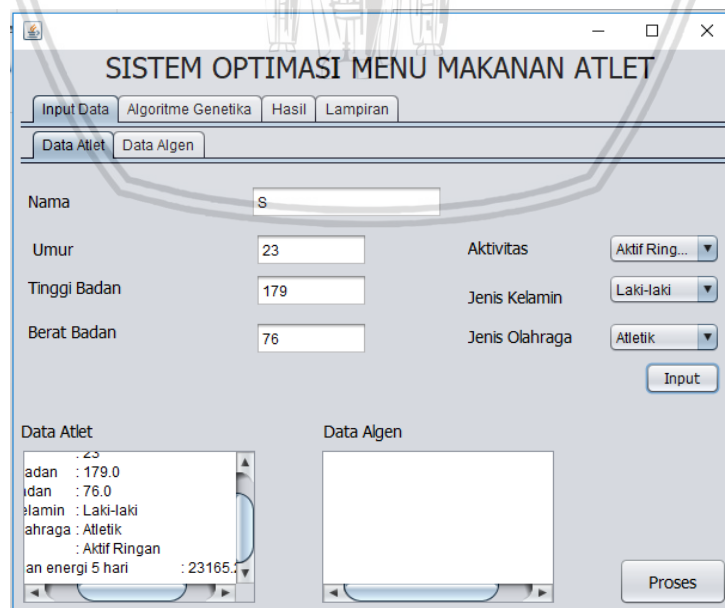 SISTEM OPTIMASI MENU MAKANAN ATLET
Input Data Algoritme Genetika Hasil Lampiran
Data Atlet Data Algen
Nama S
Umur 23 Aktivitas Aktif Ring...
Tinggi Badan 179 Jenis Kelamin Laki-laki
Berat Badan 76 Jenis Olahraga Atletik
Input
Data Atlet Data Algen
: 23
adan : 179.0
adan : 76.0
elamin : Laki-laki
ahraga : Atletik
: Aktif Ringan
an energi 5 hari : 23165.
Proses